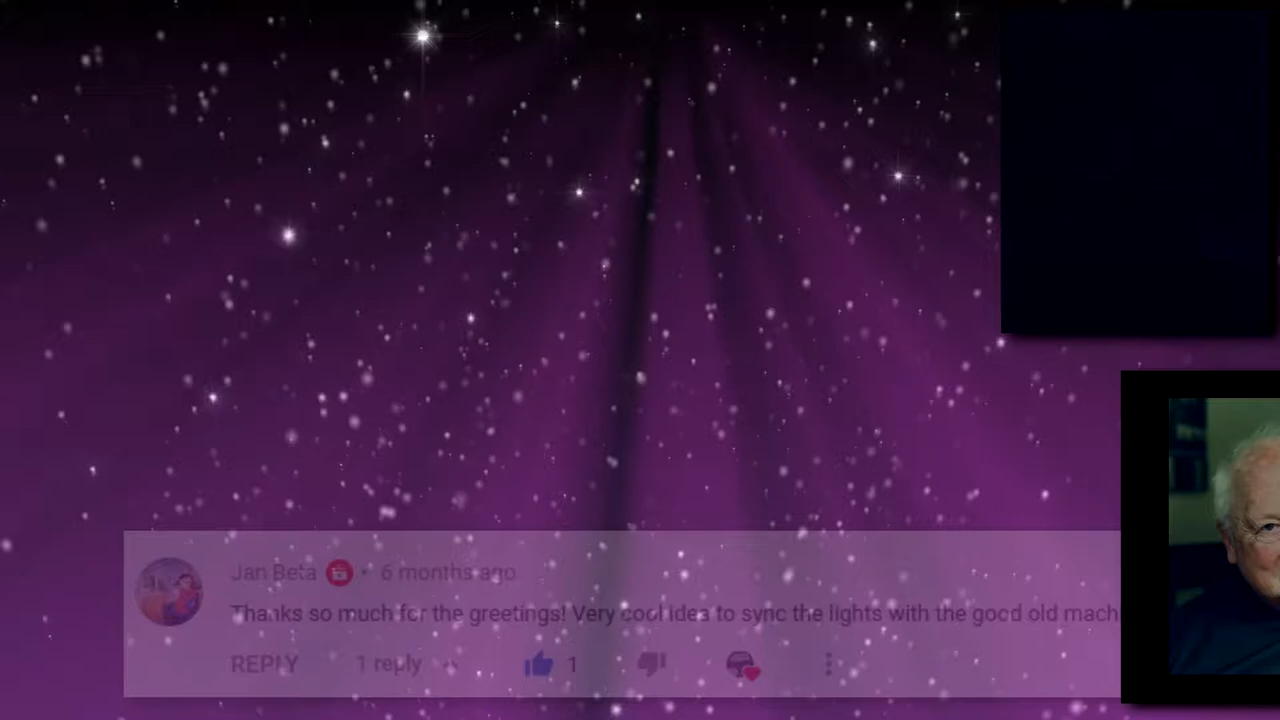 Jan Beta • 6 months ago
Thanks so much for the greetings! Very cool idea to sync the lights with the good old mach
REPLY 1 reply 1